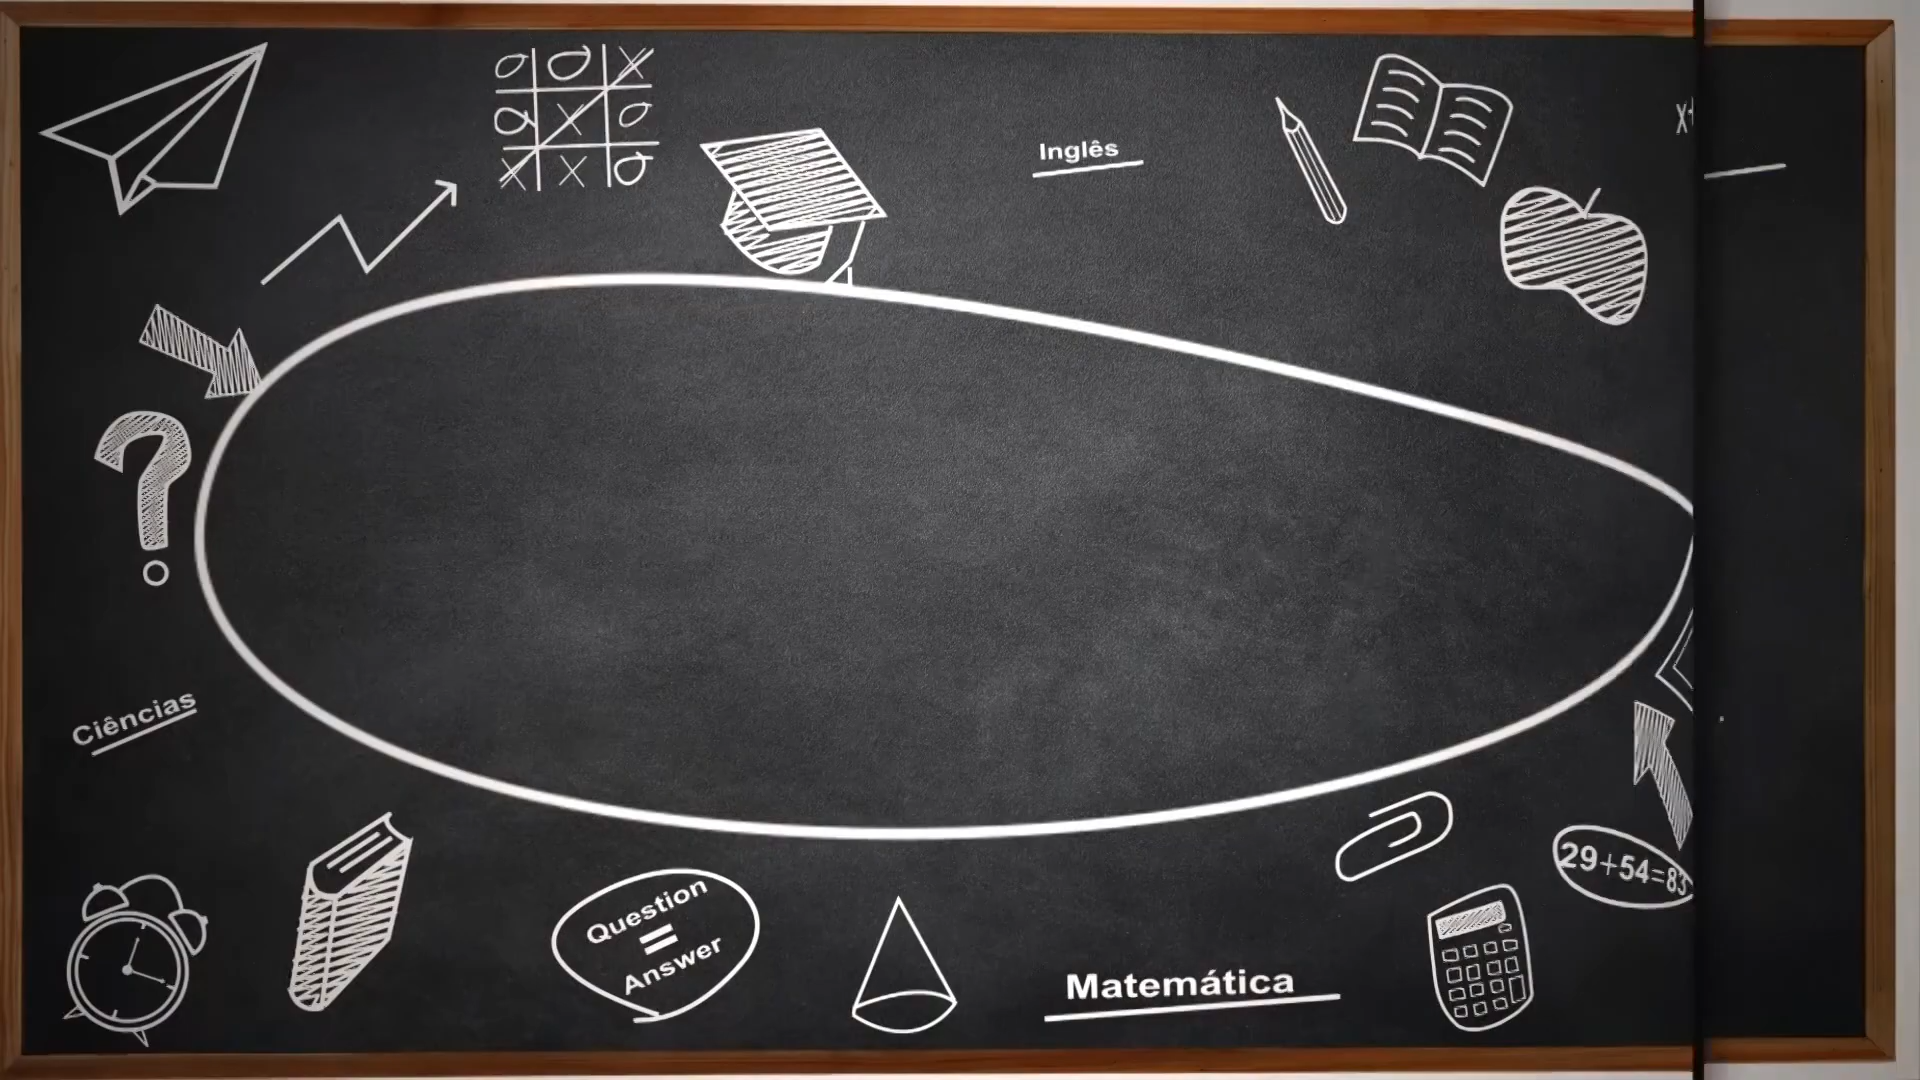 O O X
O X O
X X O
Inglês
X+
Ciências
Question
=
Answer
Matemática
29+54=83